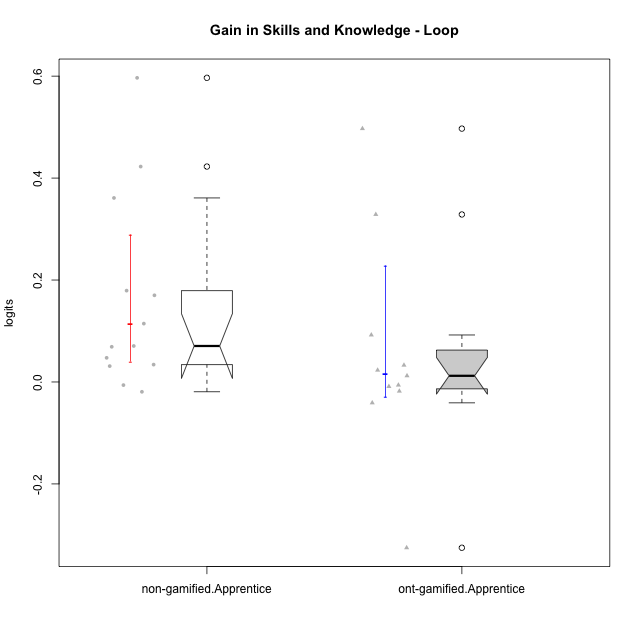 Gain in Skills and Knowledge - Loop
0.6
0.4
0.2
0.0
-0.2
logits
non-gamified.Apprentice
ont-gamified.Apprentice